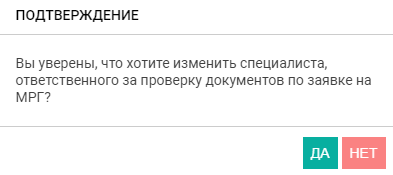 ПОДТВЕРЖДЕНИЕ
Вы уверены, что хотите изменить специалиста,
ответственного за проверку документов по заявке на
МРГ?
ДА НЕТ